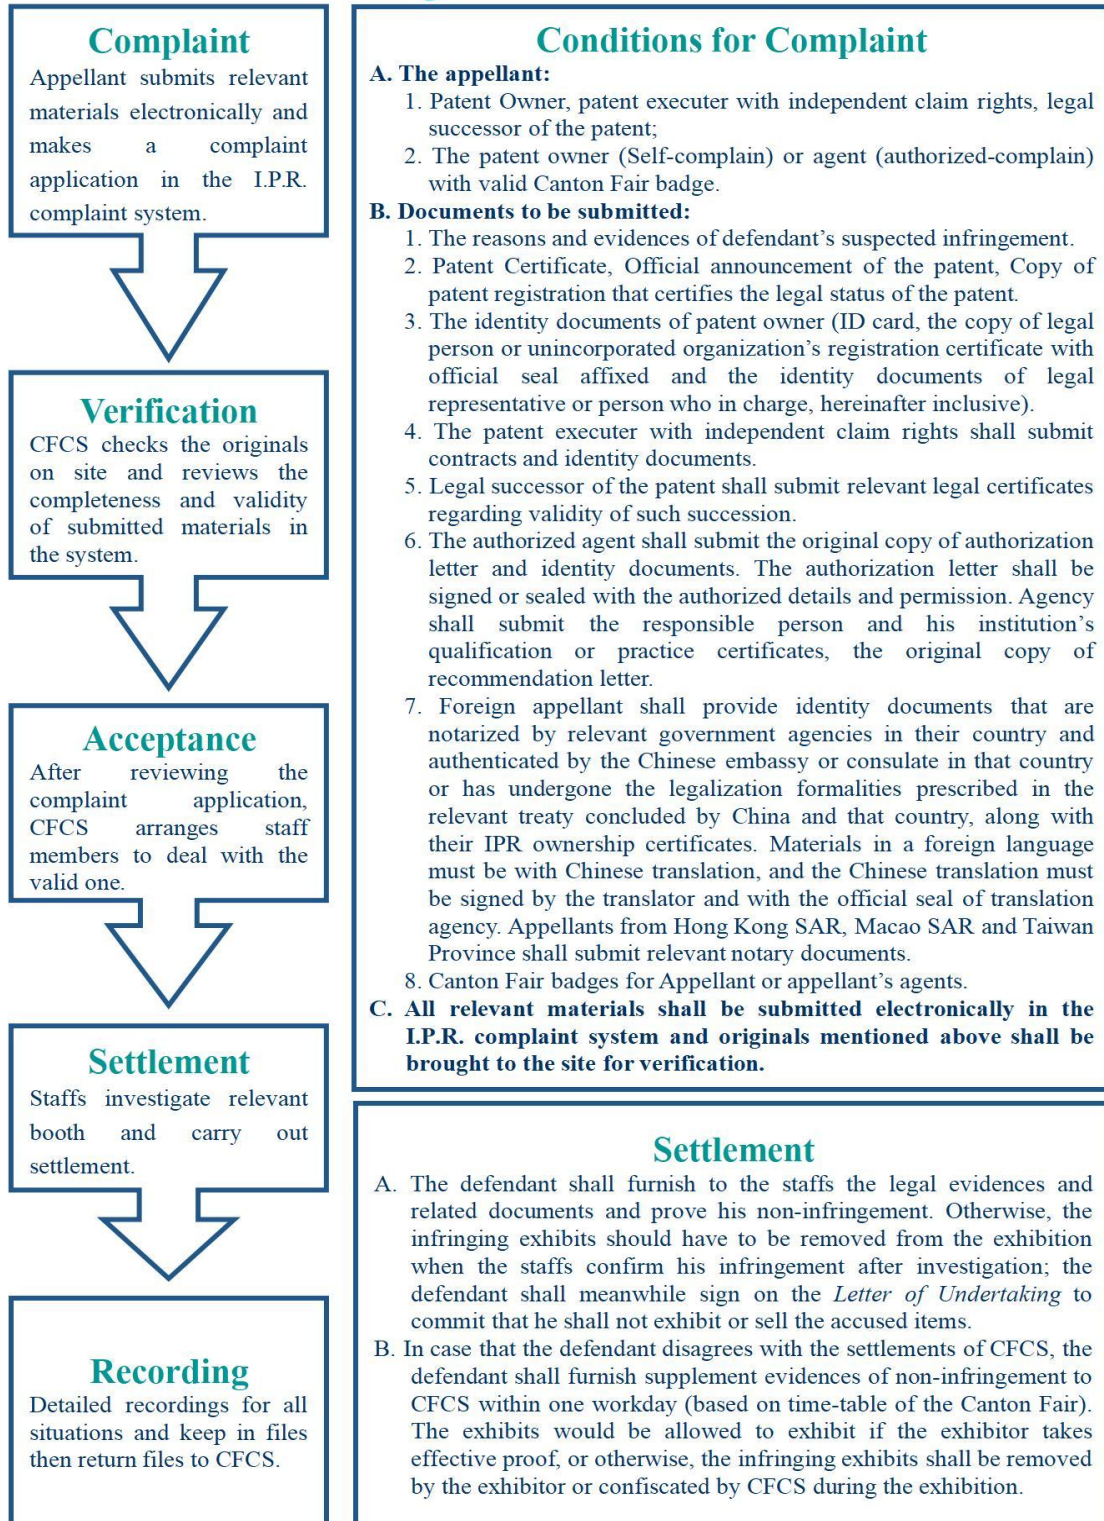 Complaint
Appellant submits relevant
materials electronically and
makes a complaint
application in the I.P.R.
complaint system.
Verification
CFCS checks the originals
on site and reviews the
completeness and validity
of submitted materials in
the system.
Acceptance
After reviewing the
complaint application,
CFCS arranges staff
members to deal with the
valid one.
Settlement
Staffs investigate relevant
booth and carry out
settlement.
Recording
Detailed recordings for all
situations and keep in files
then return files to CFCS.
Conditions for Complaint
A. The appellant:
1. Patent Owner, patent executer with independent claim rights, legal
successor of the patent;
2. The patent owner (Self-complain) or agent (authorized-complain)
with valid Canton Fair badge.
B. Documents to be submitted:
1. The reasons and evidences of defendant's suspected infringement.
2. Patent Certificate, Official announcement of the patent, Copy of
patent registration that certifies the legal status of the patent.
3. The identity documents of patent owner (ID card, the copy of legal
person or unincorporated organization's registration certificate with
official seal affixed and the identity documents of legal
representative or person who in charge, hereinafter inclusive).
4. The patent executer with independent claim rights shall submit
contracts and identity documents.
5. Legal successor of the patent shall submit relevant legal certificates
regarding validity of such succession.
6. The authorized agent shall submit the original copy of authorization
letter and identity documents. The authorization letter shall be
signed or sealed with the authorized details and permission. Agency
shall submit the responsible person and his institution's
qualification or practice certificates, the original copy of
recommendation letter.
7. Foreign appellant shall provide identity documents that are
notarized by relevant government agencies in their country and
authenticated by the Chinese embassy or consulate in that country
or has undergone the legalization formalities prescribed in the
relevant treaty concluded by China and that country, along with
their IPR ownership certificates. Materials in a foreign language
must be with Chinese translation, and the Chinese translation must
be signed by the translator and with the official seal of translation
agency. Appellants from Hong Kong SAR, Macao SAR and Taiwan
Province shall submit relevant notary documents.
8. Canton Fair badges for Appellant or appellant's agents.
C. All relevant materials shall be submitted electronically in the
I.P.R. complaint system and originals mentioned above shall be
brought to the site for verification.
Settlement
A. The defendant shall furnish to the staffs the legal evidences and
related documents and prove his non-infringement. Otherwise, the
infringing exhibits should have to be removed from the exhibition
when the staffs confirm his infringement after investigation; the
defendant shall meanwhile sign on the Letter of Undertaking to
commit that he shall not exhibit or sell the accused items.
B. In case that the defendant disagrees with the settlements of CFCS, the
defendant shall furnish supplement evidences of non-infringement to
CFCS within one workday (based on time-table of the Canton Fair).
The exhibits would be allowed to exhibit if the exhibitor takes
effective proof, or otherwise, the infringing exhibits shall be removed
by the exhibitor or confiscated by CFCS during the exhibition.